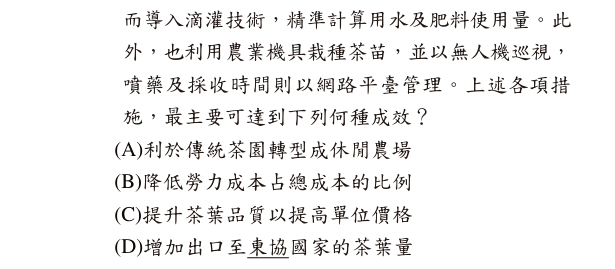 而導入滴灌技術，精準計算用水及肥料使用量。此
外，也利用農業機具栽種茶苗，並以無人機巡視，
噴藥及採收時間則以網路平臺管理。上述各項措
施，最主要可達到下列何種成效？
(A)利於傳統茶園轉型成休閒農場
(B)降低勞力成本占總成本的比例
(C)提升茶葉品質以提高單位價格
(D)增加出口至東協國家的茶葉量